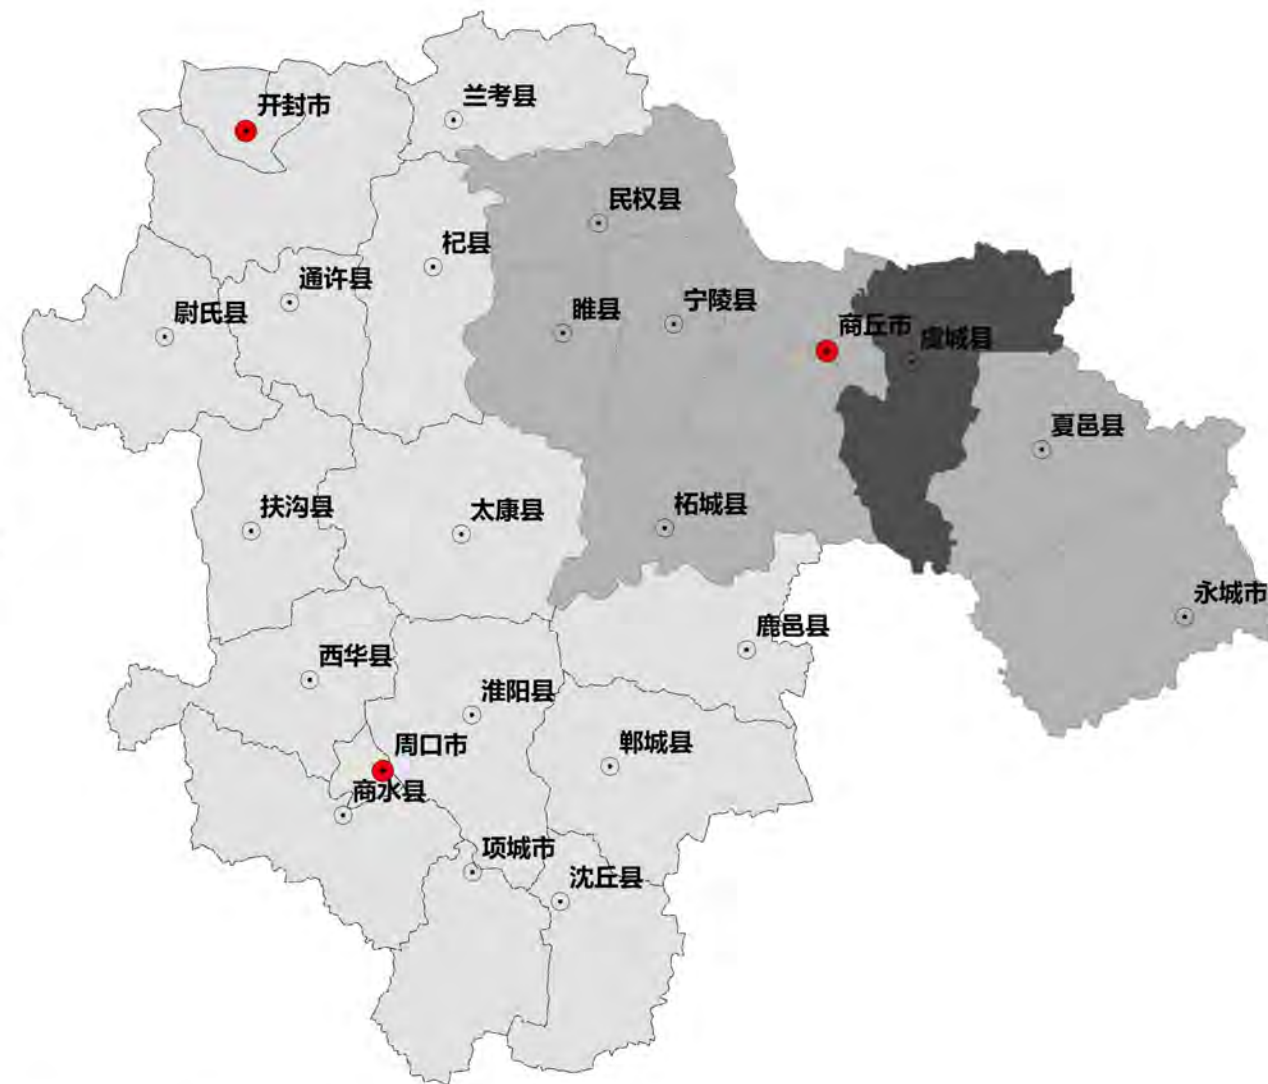 兰考县
开封市
民权县
杞县
通许县
尉氏县
睢县
宁陵县
商丘市
虞城县
夏邑县
扶沟县
太康县
柘城县
永城市
鹿邑县
西华县
淮阳县
周口市
郸城县
商水县
项城市
沈丘县